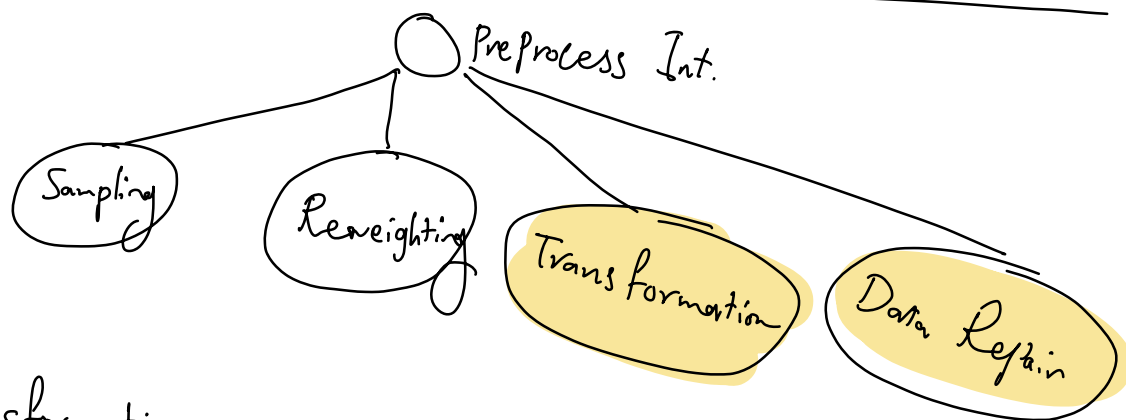 Preprocess Int.
Sampling
Reweighting
Transformation
Data Repair